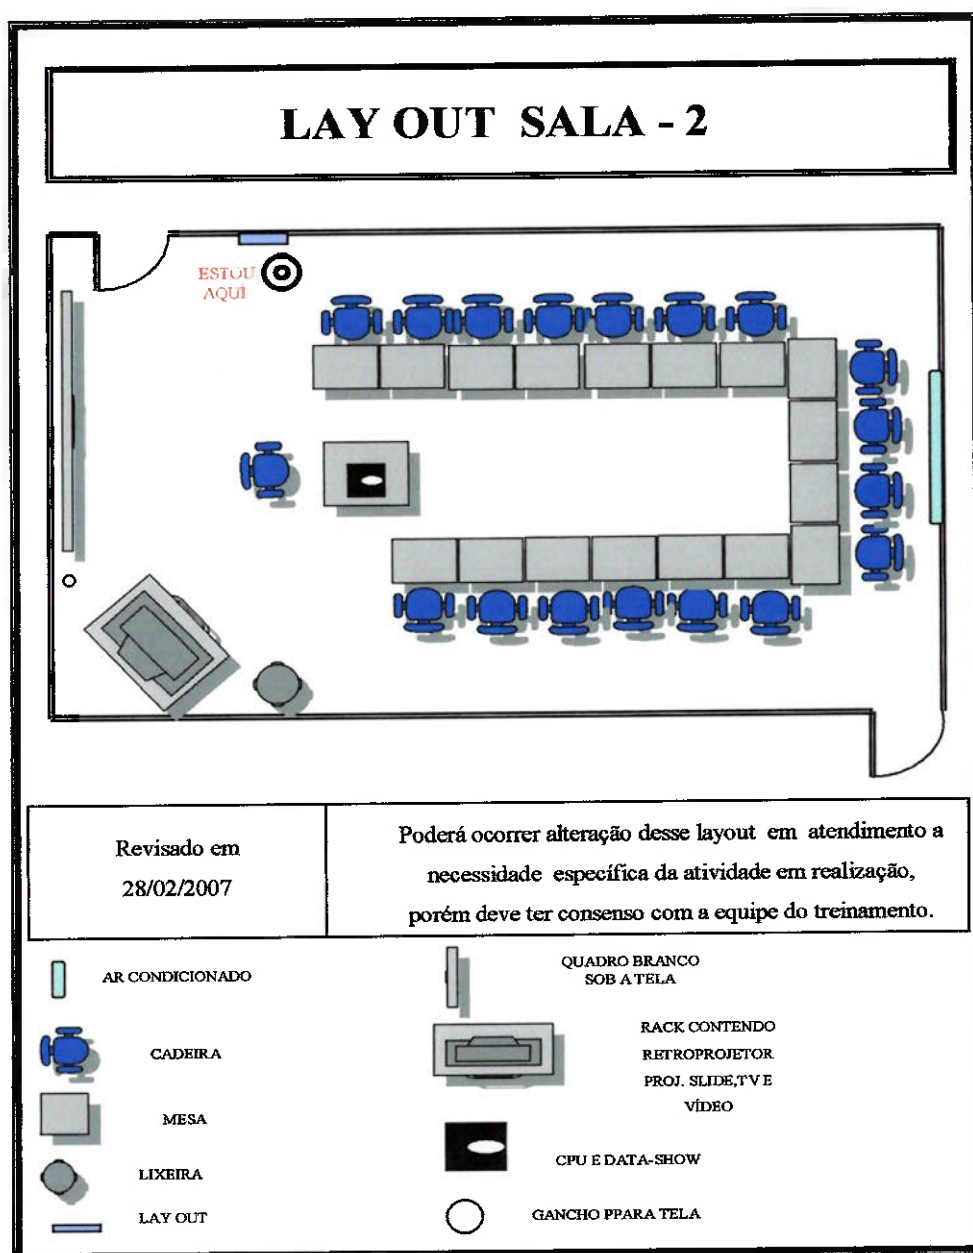 LAY OUT SALA - 2
ESTOU
AQUI
Revisado em
28/02/2007
Poderá ocorrer alteração desse layout em atendimento a
necessidade específica da atividade em realização,
porém deve ter consenso com a equipe do treinamento.
AR CONDICIONADO
CADEIRA
MESA
LIXEIRA
LAY OUT
QUADRO BRANCO
SOB A TELA
RACK CONTENDO
RETROPROJETOR
PROJ. SLIDE,TV E
VÍDEO
CPU E DATA-SHOW
GANCHO PPARA TELA